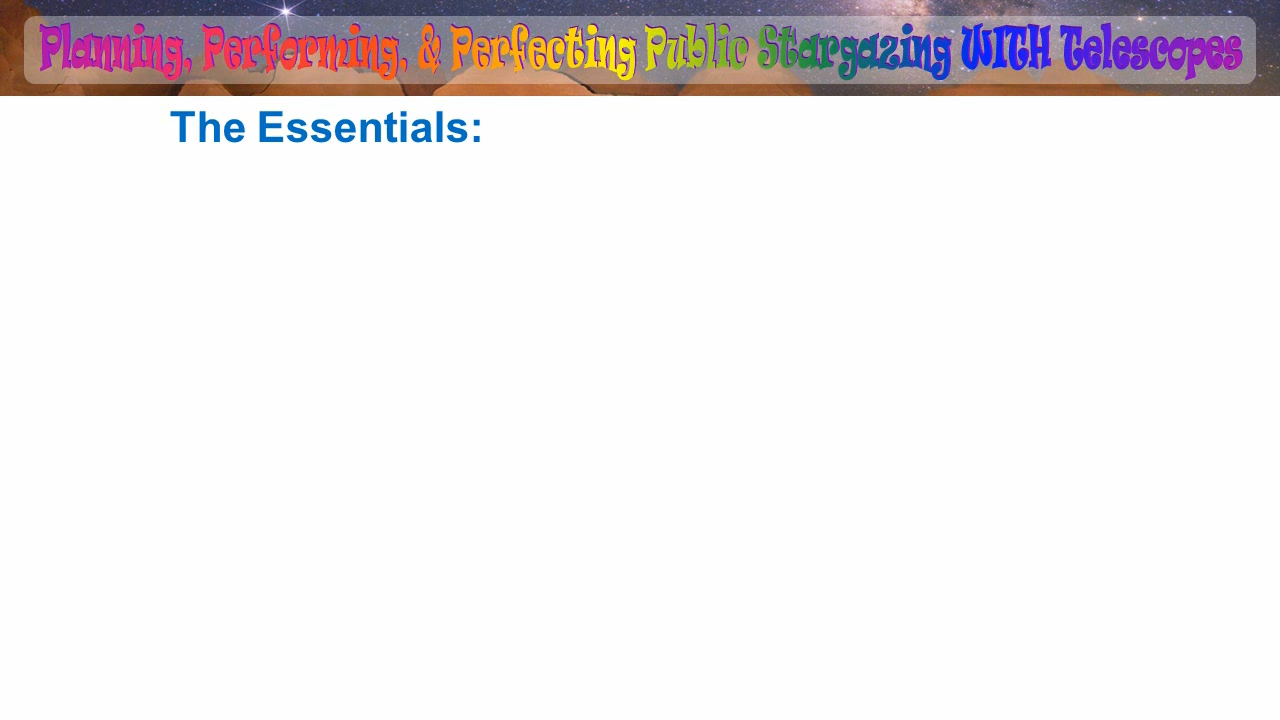 Planning, Performing, & Perfecting Public Stargazing WITH Telescopes
The Essentials: